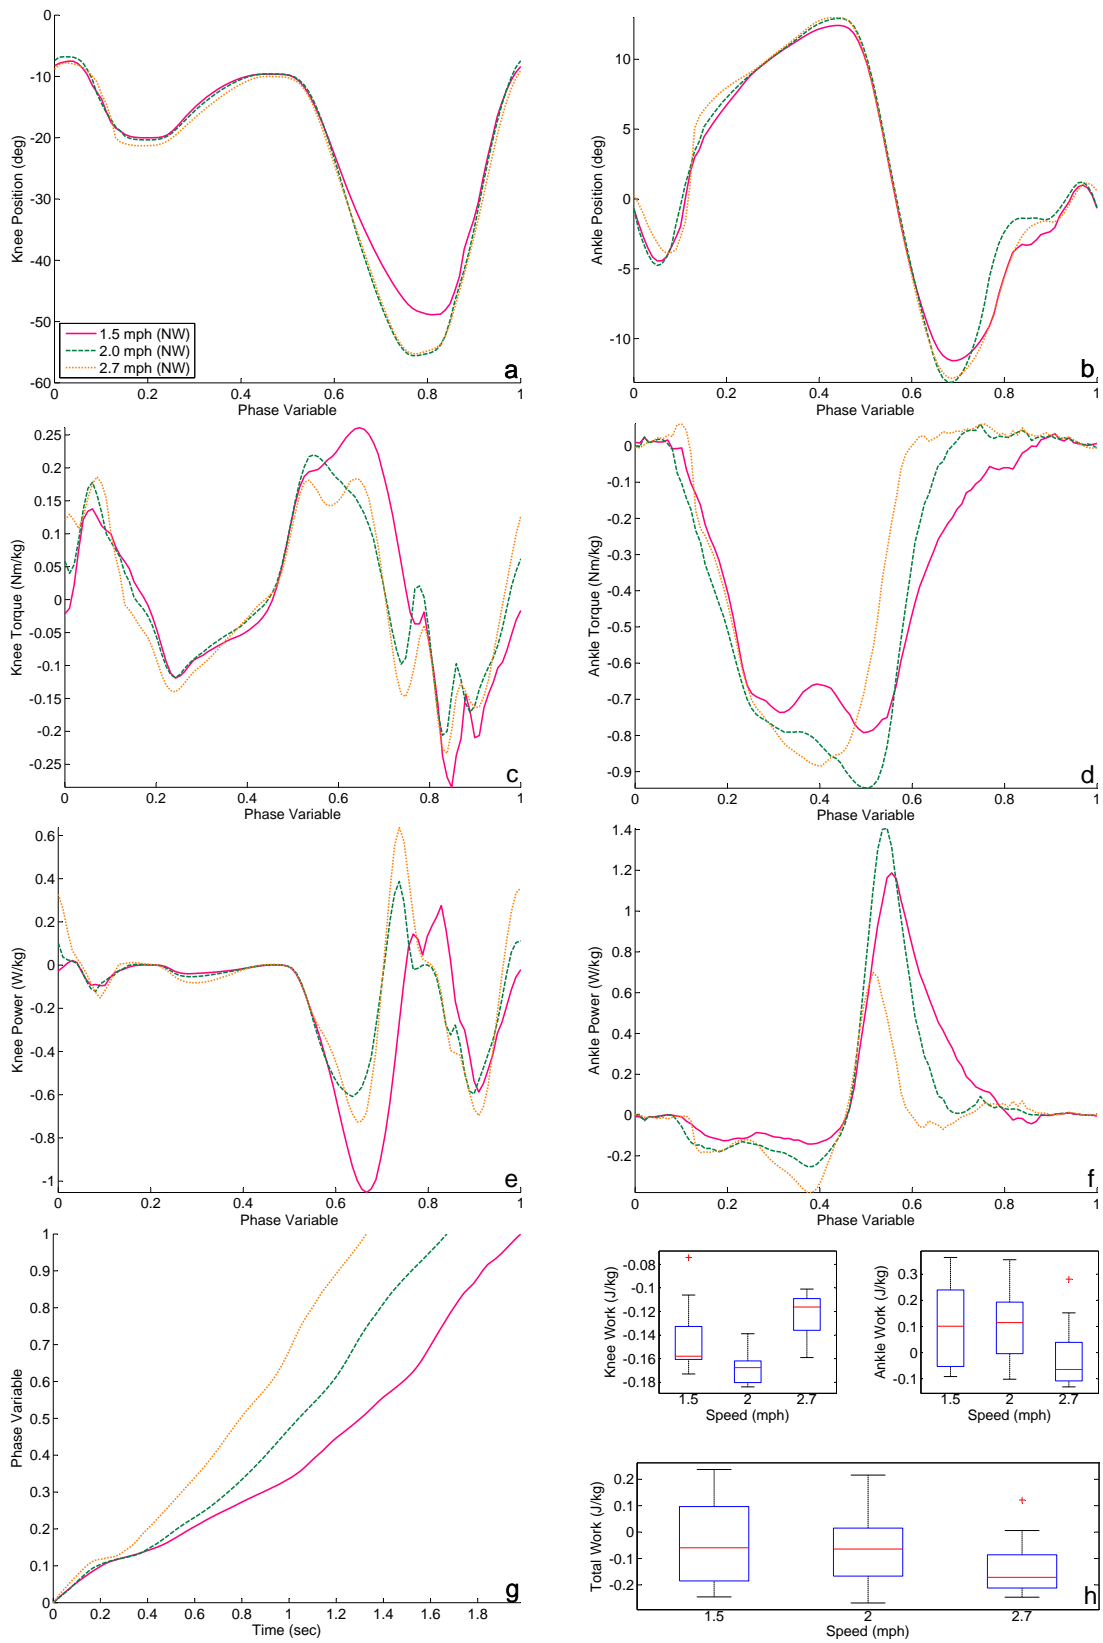 0
-10
-20
-30
-40
-50
-60
Knee Position (deg)
1.5 mph (NW)
2.0 mph (NW)
2.7 mph (NW)
a
0 0.2 0.4 0.6 0.8 1
Phase Variable
10
5
0
-5
-10
Ankle Position (deg)
b
0 0.2 0.4 0.6 0.8 1
Phase Variable
0.25
0.2
0.15
0.1
0.05
0
-0.05
-0.1
-0.15
-0.2
-0.25
Knee Torque (Nm/kg)
c
0 0.2 0.4 0.6 0.8 1
Phase Variable
0
-0.1
-0.2
-0.3
-0.4
-0.5
-0.6
-0.7
-0.8
-0.9
Ankle Torque (Nm/kg)
d
0 0.2 0.4 0.6 0.8 1
Phase Variable
0.6
0.4
0.2
0
-0.2
-0.4
-0.6
-0.8
-1
Knee Power (W/kg)
e
0 0.2 0.4 0.6 0.8 1
Phase Variable
1.4
1.2
1
0.8
0.6
0.4
0.2
0
-0.2
Ankle Power (W/kg)
f
0 0.2 0.4 0.6 0.8 1
Phase Variable
1
0.9
0.8
0.7
0.6
0.5
0.4
0.3
0.2
0.1
0
Phase Variable
g
0 0.2 0.4 0.6 0.8 1 1.2 1.4 1.6 1.8
Time (sec)
-0.08
-0.1
-0.12
-0.14
-0.16
-0.18
Knee Work (J/kg)
1.5 2 2.7
Speed (mph)
0.3
0.2
0.1
0
-0.1
Ankle Work (J/kg)
1.5 2 2.7
Speed (mph)
0.2
0.1
0
-0.1
-0.2
Total Work (J/kg)
h
1.5 2 2.7
Speed (mph)